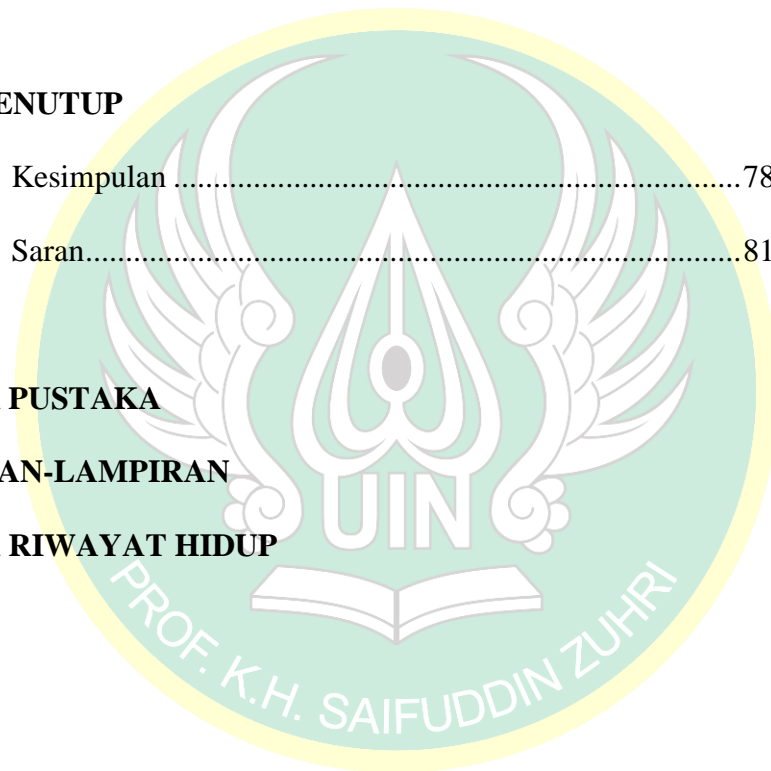 ENUTUP
Kesimpulan ........................................................................... 78
Saran....................................................................................... 81
PUSTAKA
AN-LAMPIRAN
RIWAYAT HIDUP
UIN
PROF. K.H. SAIFUDDIN ZUHRI